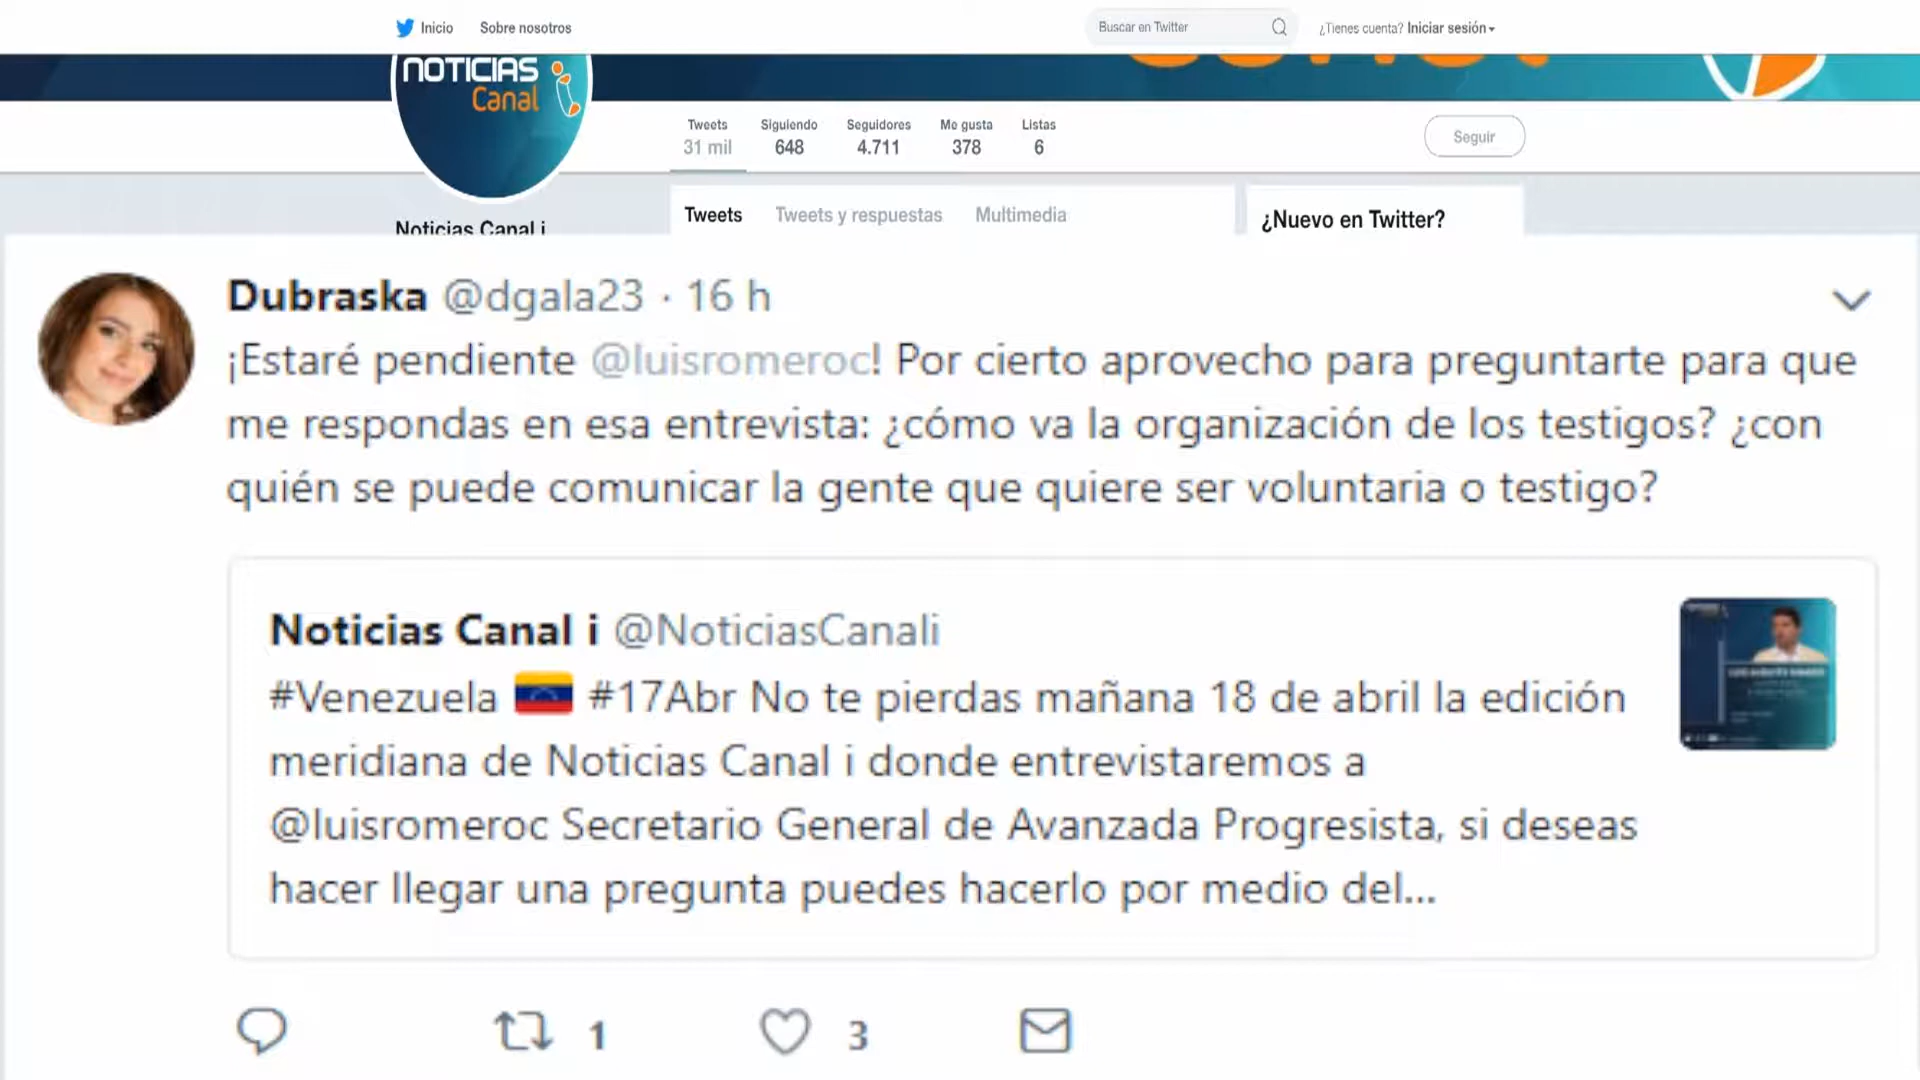 Inicio Sobre nosotros Buscar en Twitter ¿Tienes cuenta? Iniciar sesión
NOTICIAS
Canal
Tweets Siguiendo Seguidores Me gusta Listas
31 mil 648 4.711 378 6 Seguir
Tweets Tweets y respuestas Multimedia ¿Nuevo en Twitter?
Noticias Canal i
Dubraska @dgala23 · 16 h
¡Estaré pendiente @luisromeroc! Por cierto aprovecho para preguntarte para que
me respondas en esa entrevista: ¿cómo va la organización de los testigos? ¿con
quién se puede comunicar la gente que quiere ser voluntaria o testigo?
Noticias Canal i @NoticiasCanali
#Venezuela 🇻🇪 #17Abr No te pierdas mañana 18 de abril la edición
meridiana de Noticias Canal i donde entrevistaremos a
@luisromeroc Secretario General de Avanzada Progresista, si deseas
hacer llegar una pregunta puedes hacerlo por medio del...
1 3